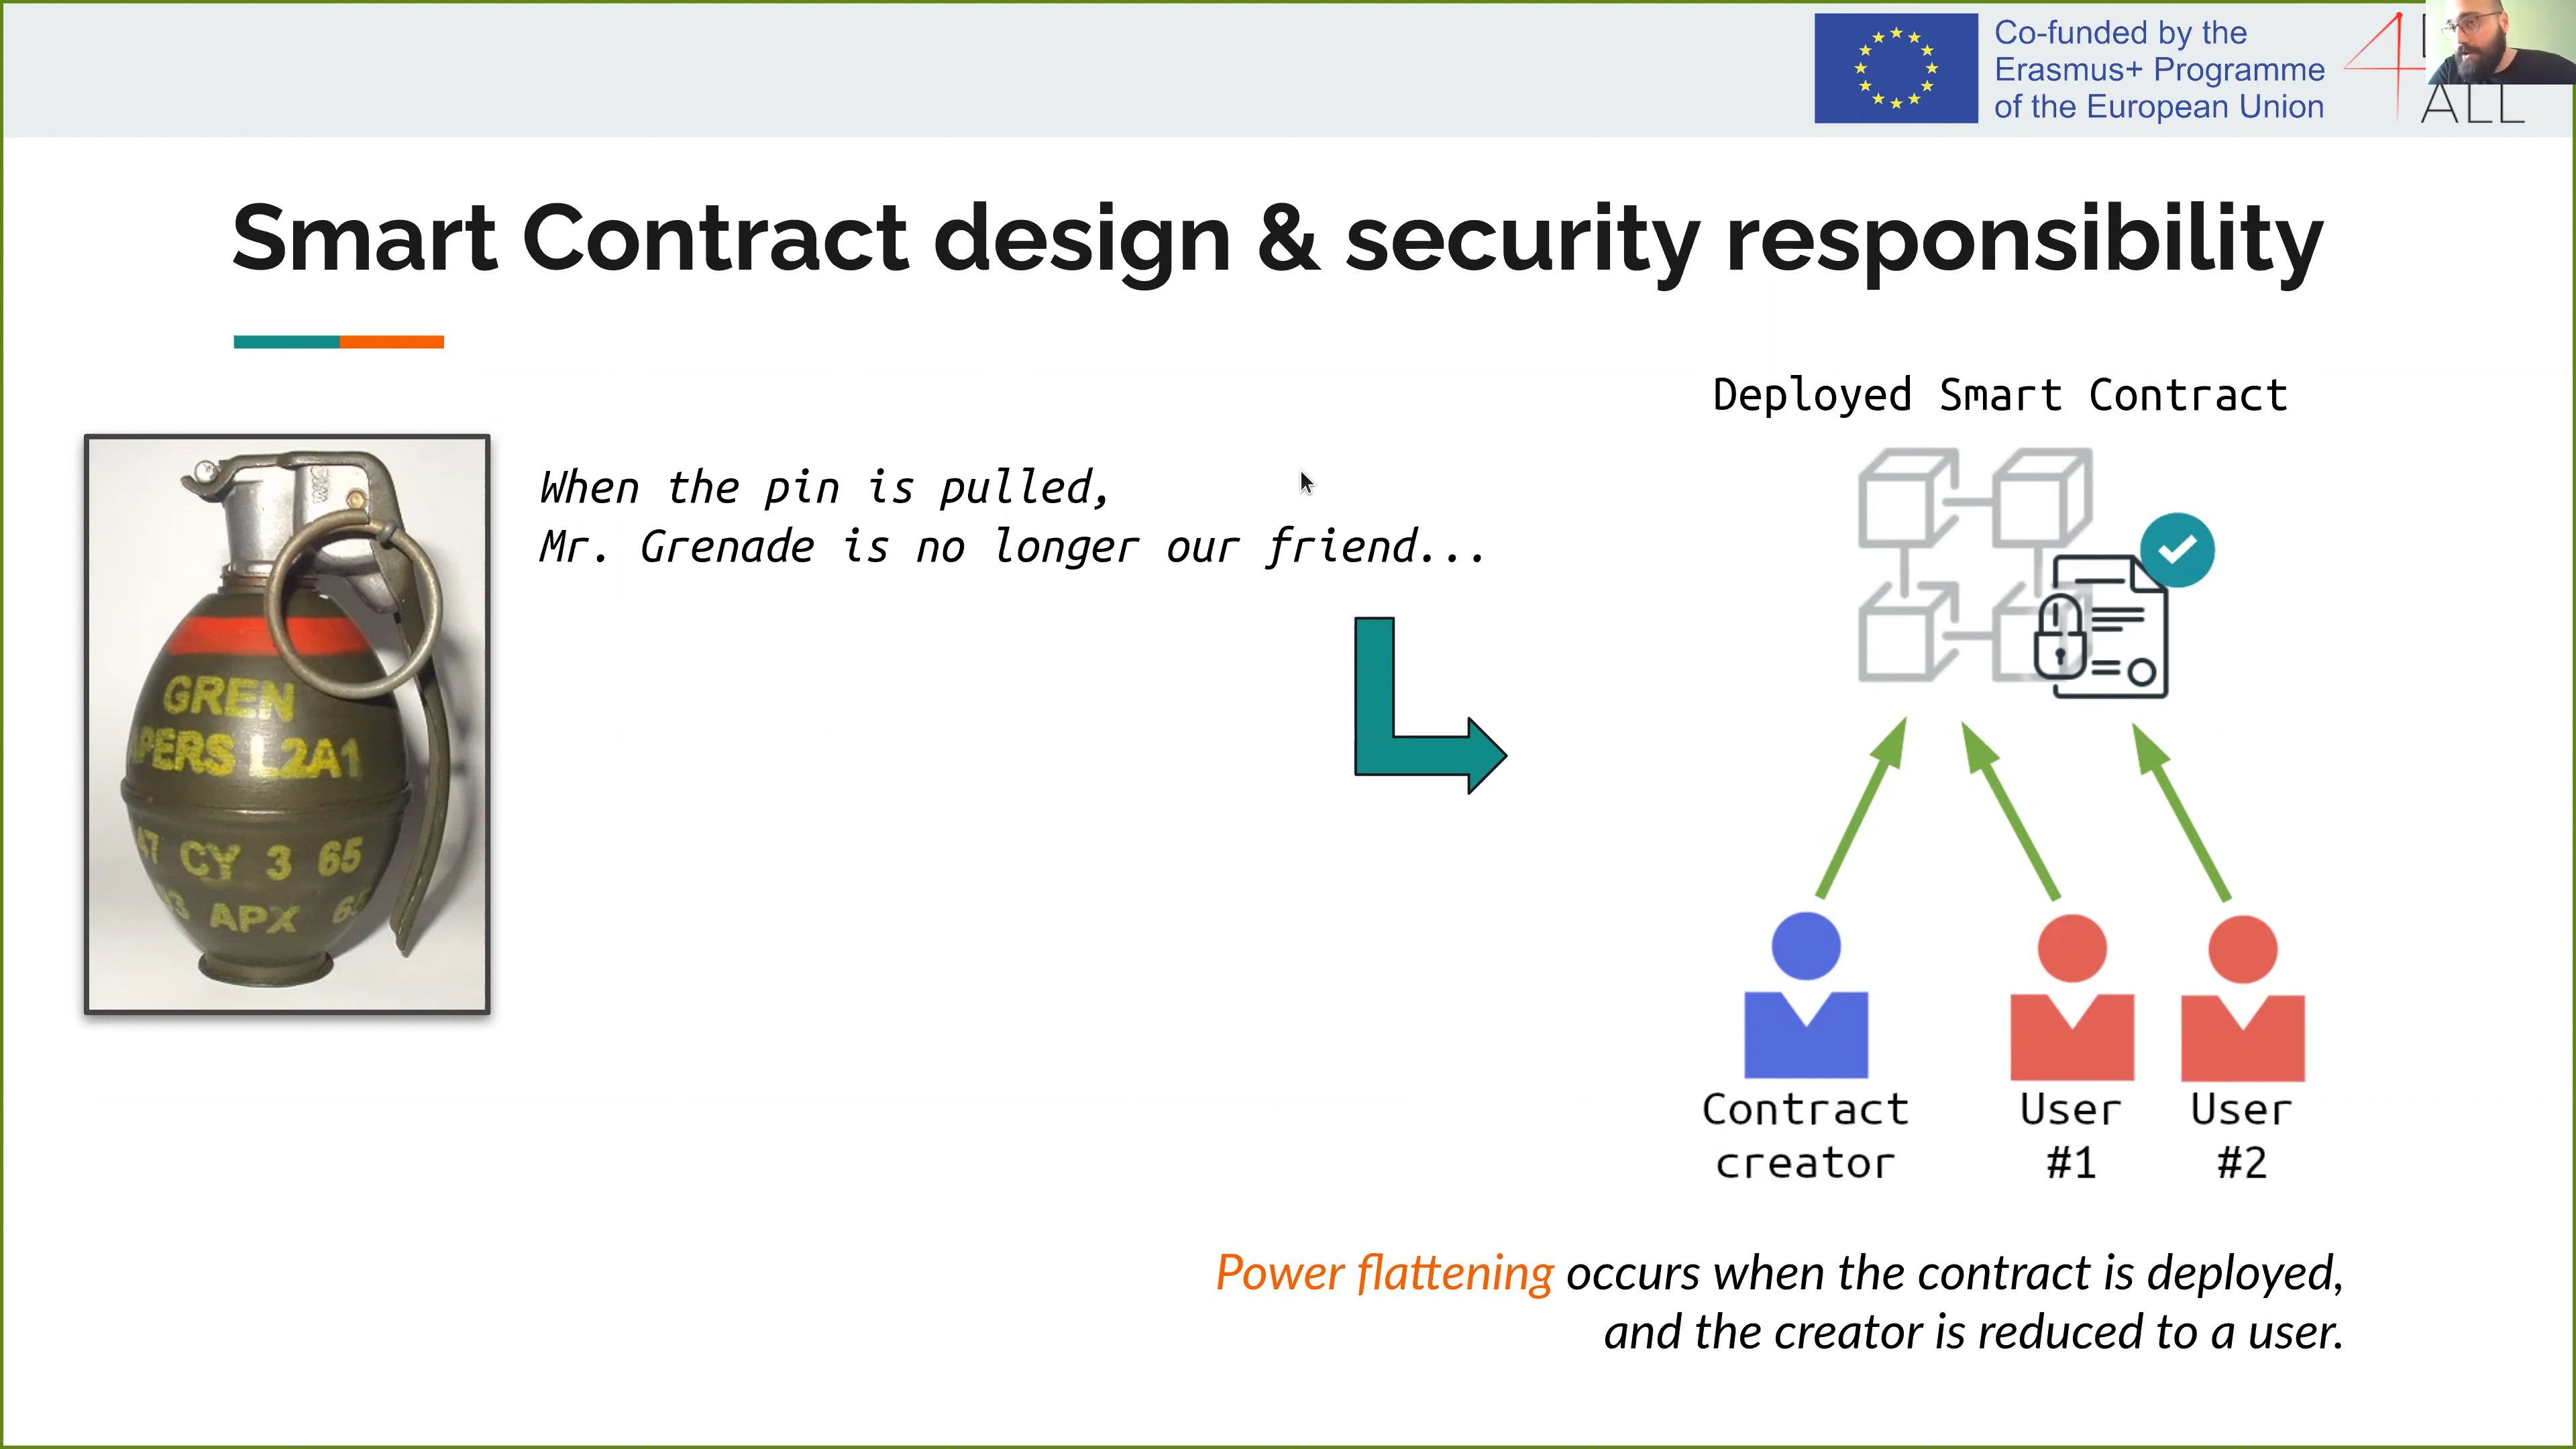 Co-funded by the
Erasmus+ Programme
of the European Union
ALL
Smart Contract design & security responsibility
When the pin is pulled,
Mr. Grenade is no longer our friend...
GREN
APERS L2A1
CY 3 65
APX
Deployed Smart Contract
Contract
creator
User
#1
User
#2
Power flattening occurs when the contract is deployed,
and the creator is reduced to a user.